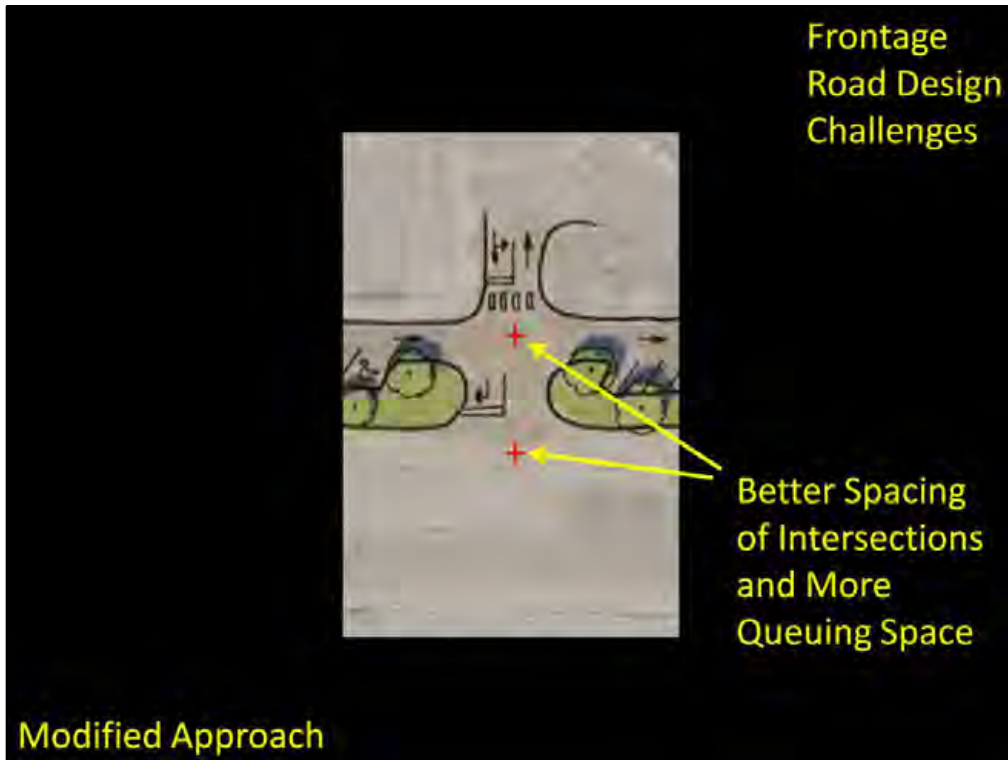 Frontage
Road Design
Challenges
Better Spacing
of Intersections
and More
Queuing Space
Modified Approach